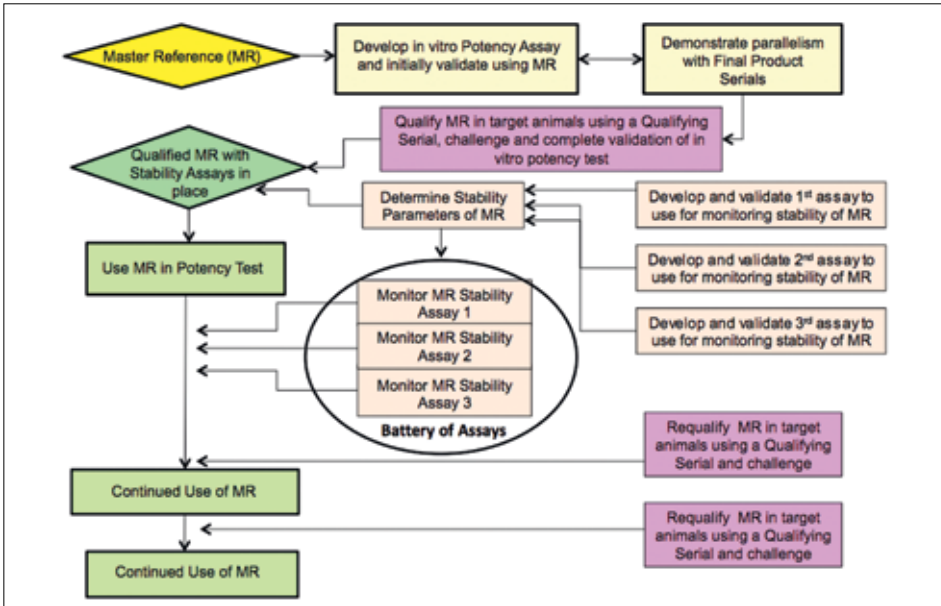 Master Reference (MR)
Develop in vitro Potency Assay
and initially validate using MR
Demonstrate parallelism
with Final Product
Serials
Qualify MR in target animals using a Qualifying
Serial, challenge and complete validation of in
vitro potency test
Qualified MR with
Stability Assays in
place
Determine Stability
Parameters of MR
Develop and validate 1st assay to
use for monitoring stability of MR
Use MR in Potency Test
Develop and validate 2nd assay to
use for monitoring stability of MR
Monitor MR Stability
Assay 1
Monitor MR Stability
Assay 2
Develop and validate 3rd assay to
use for monitoring stability of MR
Monitor MR Stability
Assay 3
Battery of Assays
Requalify MR in target
animals using a Qualifying
Serial and challenge
Continued Use of MR
Requalify MR in target
animals using a Qualifying
Serial and challenge
Continued Use of MR